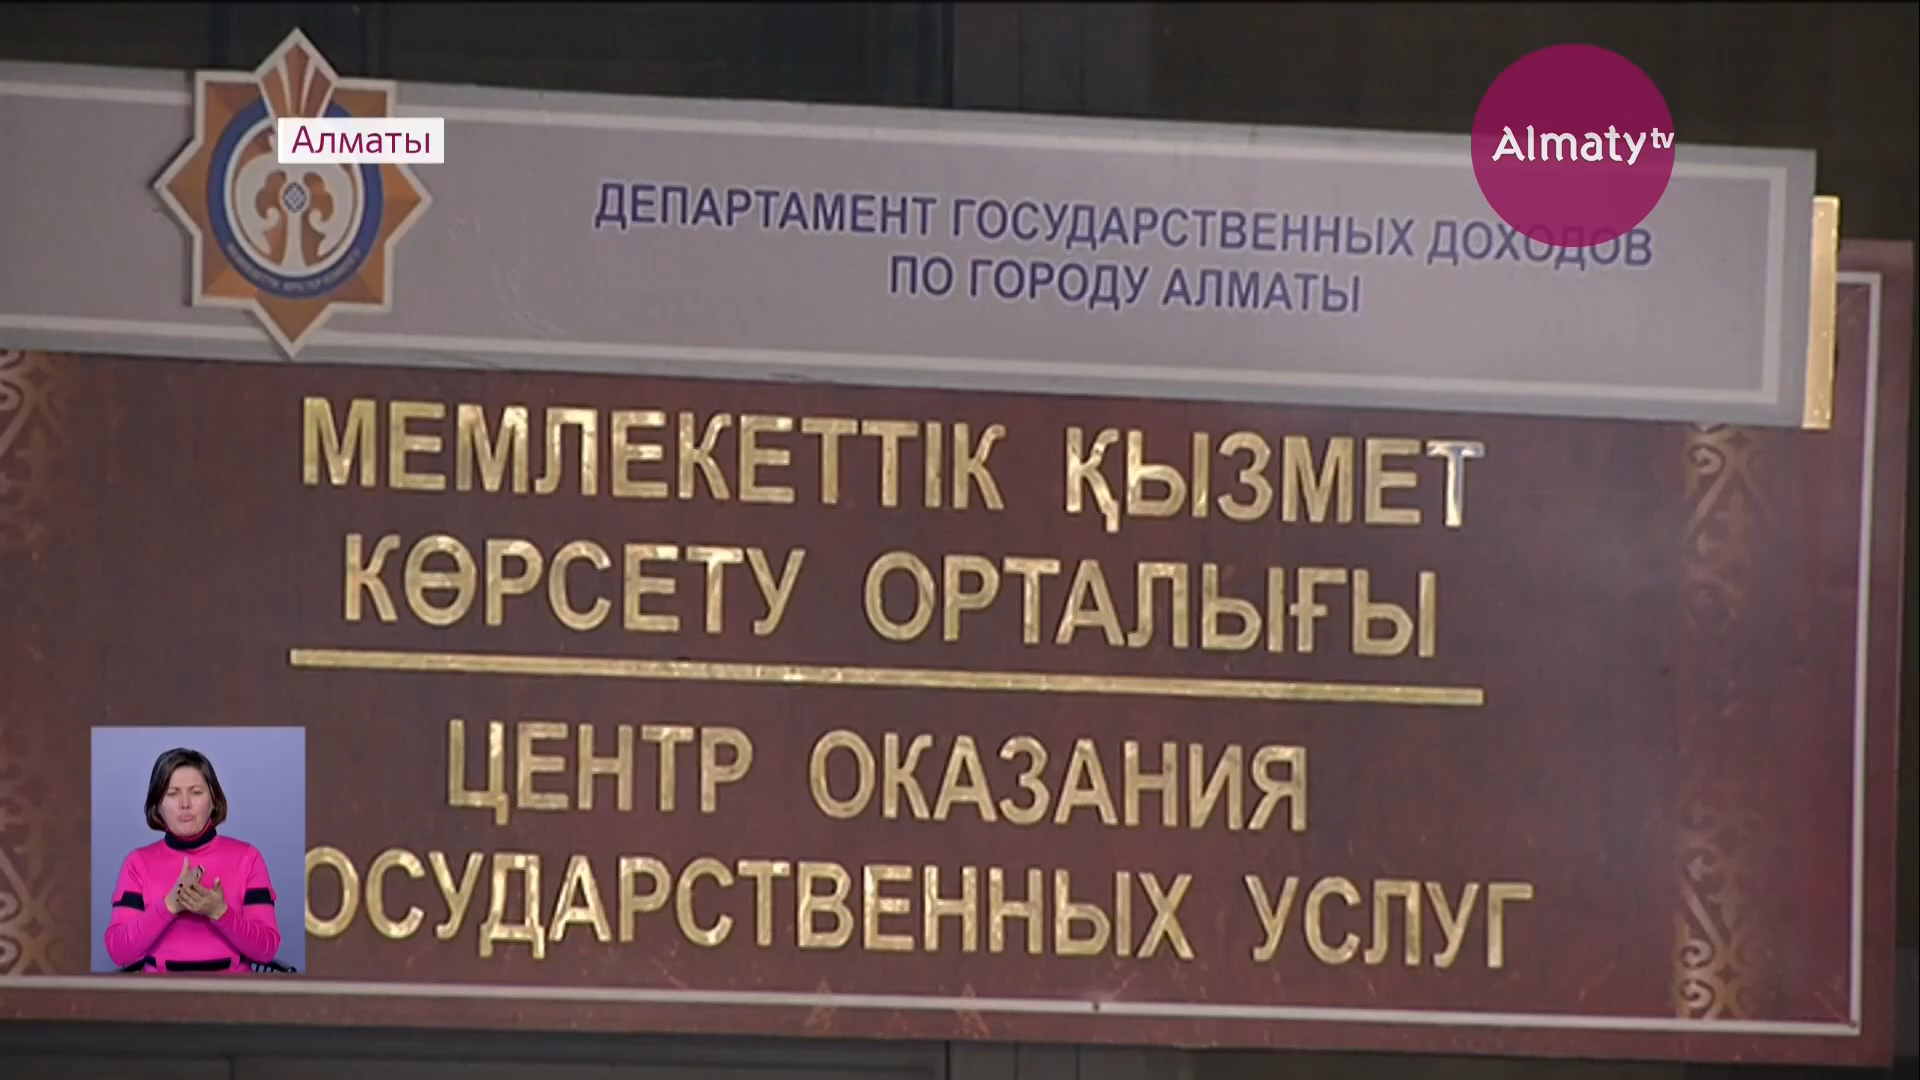 Алматы
Almaty tv
ДЕПАРТАМЕНТ ГОСУДАРСТВЕННЫХ ДОХОДОВ
ПО ГОРОДУ АЛМАТЫ
МЕМЛЕКЕТТІК ҚЫЗМЕТ
КӨРСЕТУ ОРТАЛЫҒЫ
ЦЕНТР ОКАЗАНИЯ
ОСУДАРСТВЕННЫХ УСЛУГ